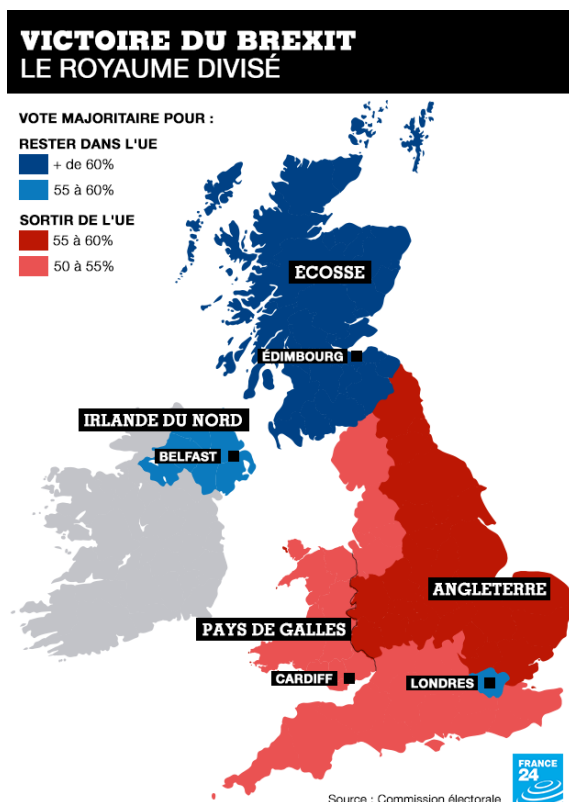 VICTOIRE DU BREXIT
LE ROYAUME DIVISÉ
VOTE MAJORITAIRE POUR :
RESTER DANS L'UE
+ de 60%
55 à 60%
SORTIR DE L'UE
55 à 60%
50 à 55%
ÉCOSSE
ÉDIMBOURG
IRLANDE DU NORD
BELFAST
ANGLETERRE
PAYS DE GALLES
CARDIFF
LONDRES
FRANCE
24
Source : Commission électorale